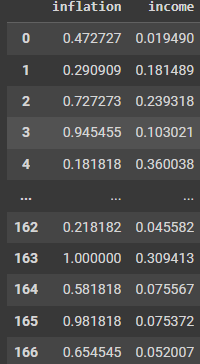 inflation income
0 0.472727 0.019490
1 0.290909 0.181489
2 0.727273 0.239318
3 0.945455 0.103021
4 0.181818 0.360038
... ... ...
162 0.218182 0.045582
163 1.000000 0.309413
164 0.581818 0.075567
165 0.981818 0.075372
166 0.654545 0.052007